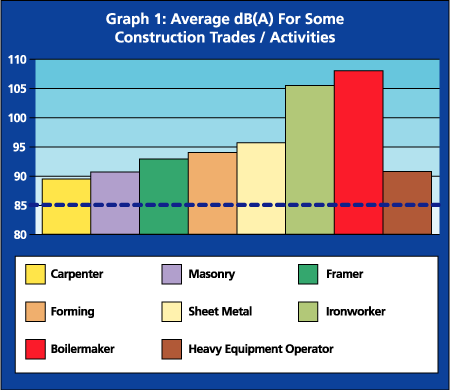 Graph 1: Average dB(A) For Some
Construction Trades / Activities
110
105
100
95
90
85
80
Carpenter
Masonry
Framer
Forming
Sheet Metal
Ironworker
Boilermaker
Heavy Equipment Operator